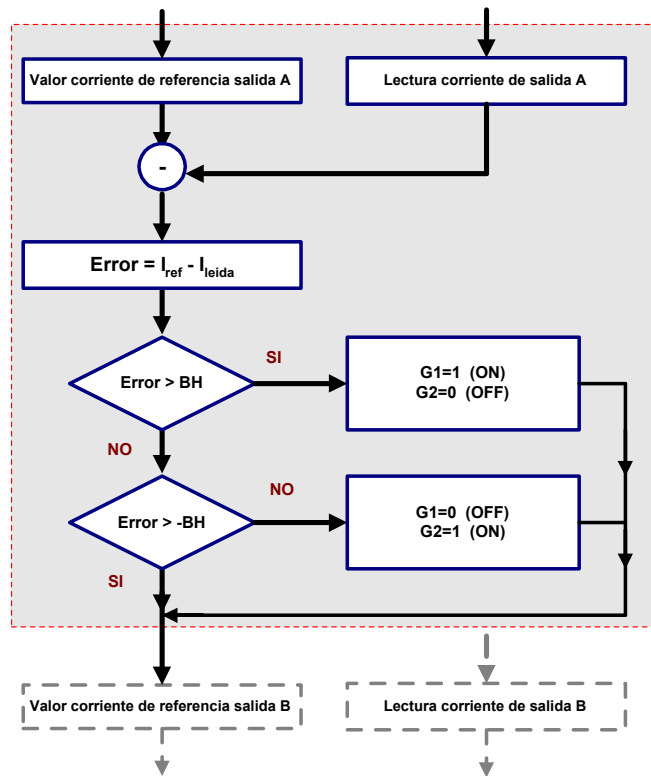 Valor corriente de referencia salida A
Lectura corriente de salida A
-
Error = I_ref - I_leida
Error > BH
SI
G1=1 (ON)
G2=0 (OFF)
NO
Error > -BH
NO
G1=0 (OFF)
G2=1 (ON)
SI
Valor corriente de referencia salida B
Lectura corriente de salida B